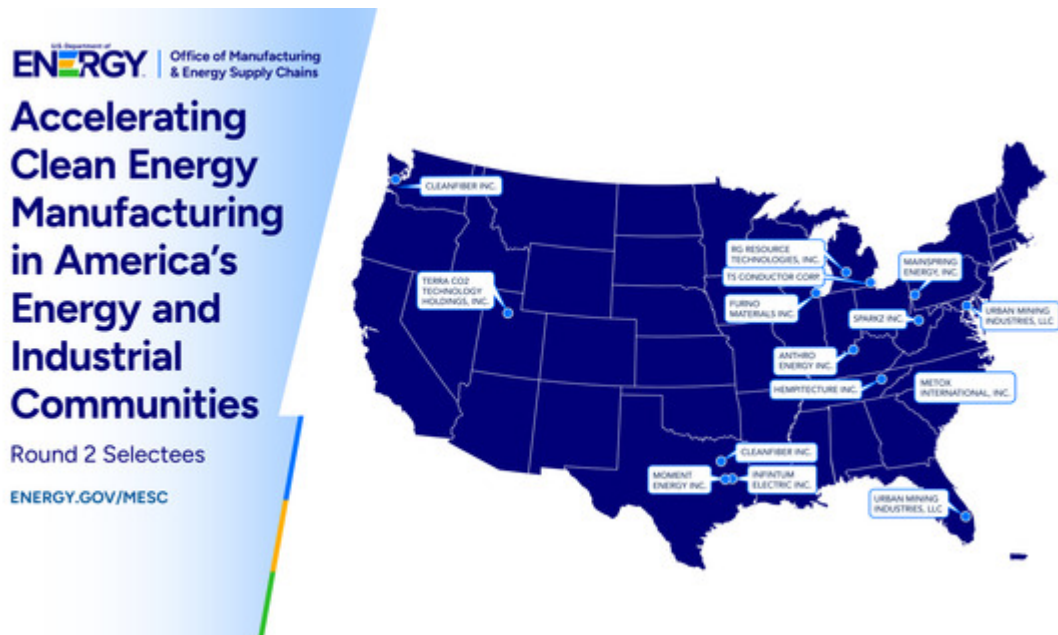 U.S. Department of
ENERGY
Office of Manufacturing
& Energy Supply Chains
Accelerating
Clean Energy
Manufacturing
in America's
Energy and
Industrial
Communities
Round 2 Selectees
ENERGY.GOV/MESC
CLEANFIBER INC.
TERRA CO2
TECHNOLOGY
HOLDINGS, INC.
RG RESOURCE
TECHNOLOGIES, INC.
TS CONDUCTOR CORP.
FURNO
MATERIALS INC.
MAINSPRING
ENERGY, INC.
SPARKZ INC.
URBAN MINING
INDUSTRIES, LLC
ANTHRO
ENERGY INC.
HEMPITECTURE INC.
METOX
INTERNATIONAL, INC.
CLEANFIBER INC.
MOMENT
ENERGY INC.
INFINTUM
ELECTRIC INC.
URBAN MINING
INDUSTRIES, LLC